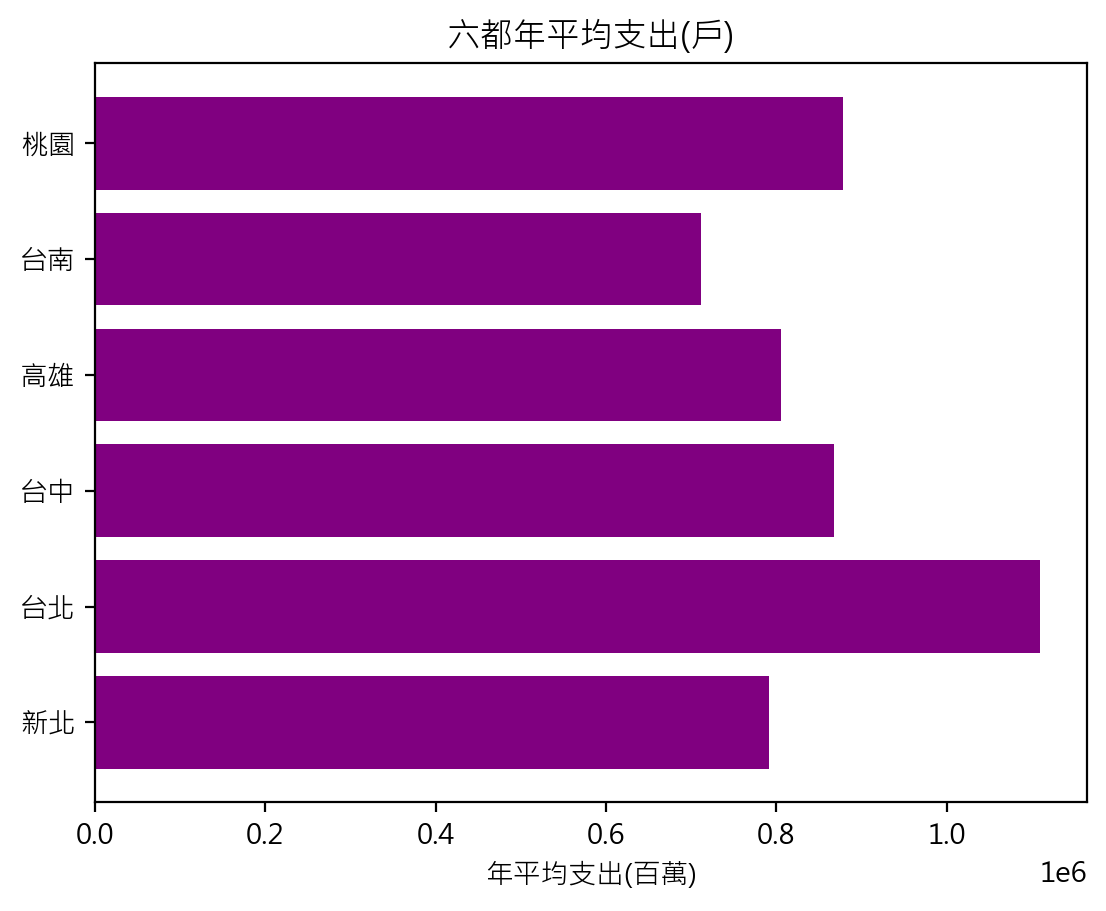 六都年平均支出(戶)
桃園
台南
高雄
台中
台北
新北
0.0 0.2 0.4 0.6 0.8 1.0
年平均支出(百萬)
1e6